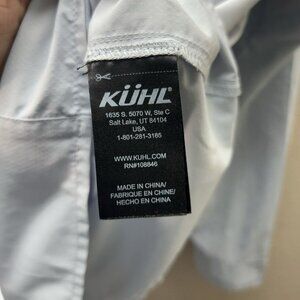 KÜHL
1635 S. 5070 W, Ste C
Salt Lake, UT 84104
USA
1-801-281-3186
WWW.KUHL.COM
RN#106846
MADE IN CHINA/
FABRIQUÉ EN CHINE/
HECHO EN CHINA